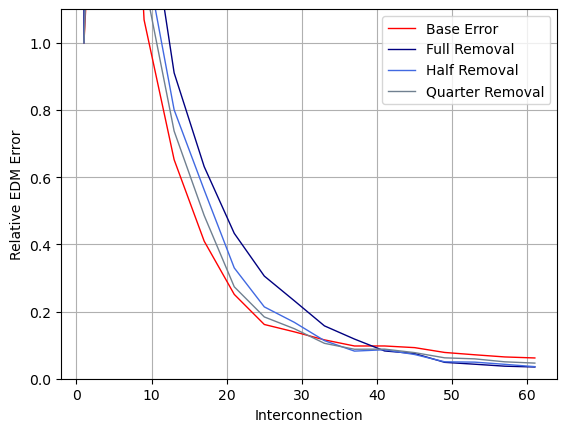 Base Error
Full Removal
Half Removal
Quarter Removal
Relative EDM Error
1.0
0.8
0.6
0.4
0.2
0.0
0 10 20 30 40 50 60
Interconnection